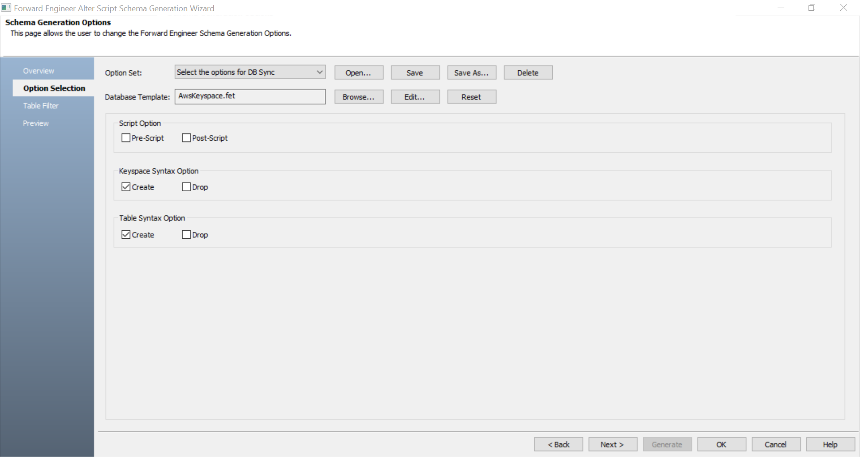 Forward Engineer Alter Script Schema Generation Wizard
Schema Generation Options
This page allows the user to change the Forward Engineer Schema Generation Options.
Overview
Option Selection
Table Filter
Preview
Option Set: Select the options for DB Sync Open... Save Save As... Delete
Database Template: AwsKeyspace.fet Browse... Edit... Reset
Script Option
Pre-Script Post-Script
Keyspace Syntax Option
Create Drop
Table Syntax Option
Create Drop
< Back Next > Generate OK Cancel Help